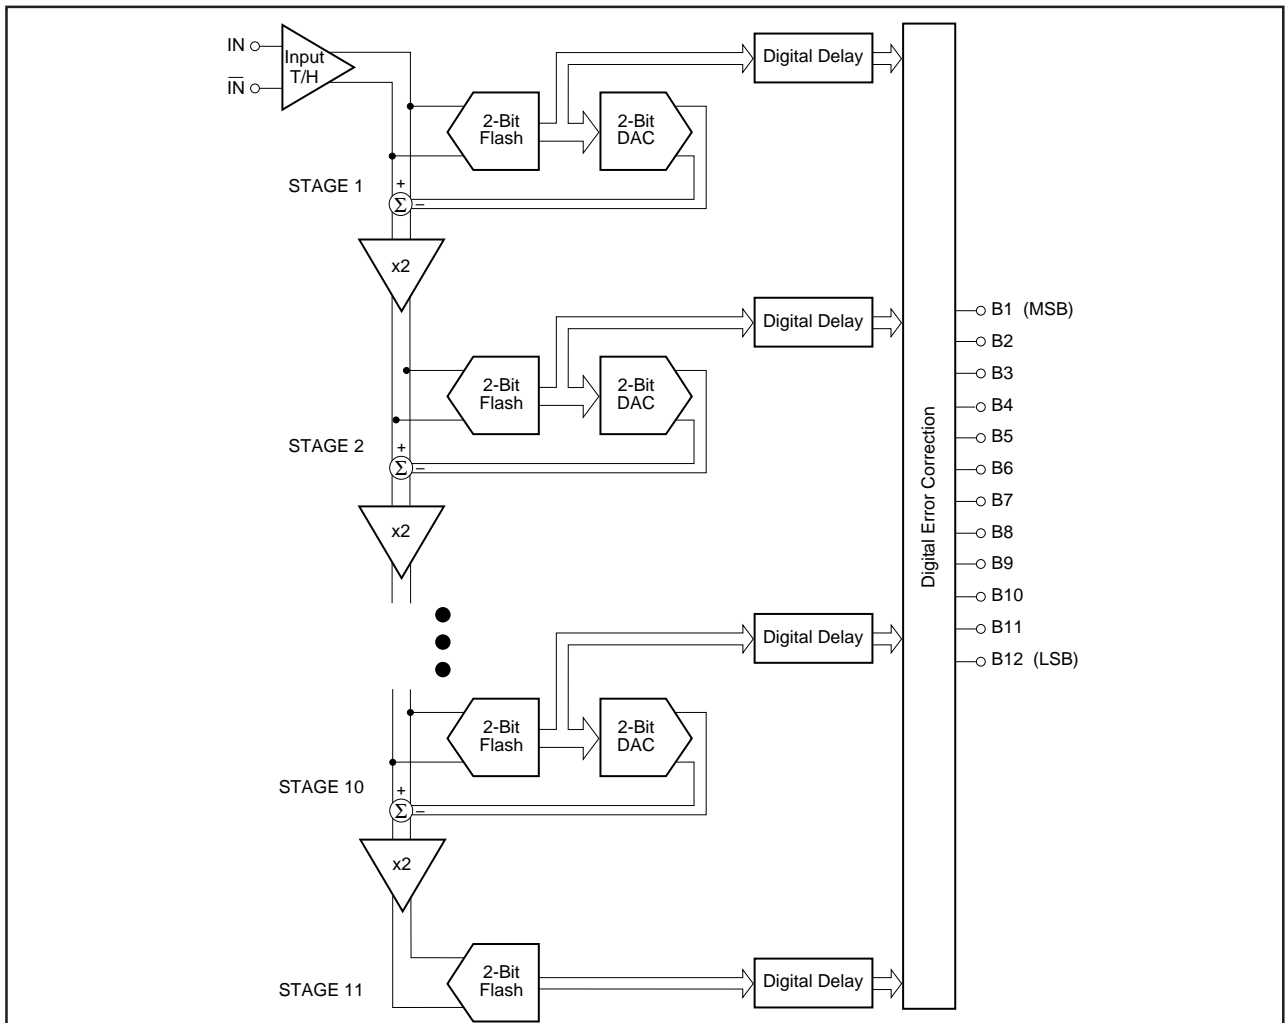 IN
Input
T/H
I̅N̅
2-Bit
Flash
2-Bit
DAC
Digital Delay
STAGE 1
+
Σ
–
x2
2-Bit
Flash
2-Bit
DAC
Digital Delay
STAGE 2
+
Σ
–
x2
2-Bit
Flash
2-Bit
DAC
Digital Delay
STAGE 10
+
Σ
–
x2
2-Bit
Flash
Digital Delay
STAGE 11
Digital Error Correction
B1 (MSB)
B2
B3
B4
B5
B6
B7
B8
B9
B10
B11
B12 (LSB)